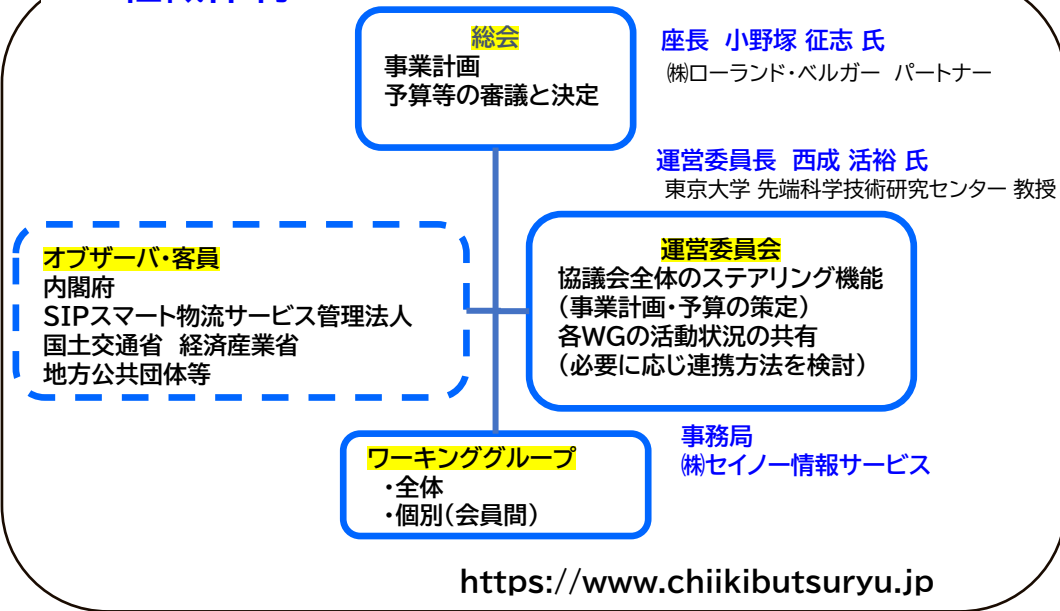 総会
事業計画
予算等の審議と決定
座長 小野塚 征志 氏
㈱ローランド・ベルガー パートナー
運営委員長 西成 活裕 氏
東京大学 先端科学技術研究センター 教授
オブザーバ・客員
内閣府
SIPスマート物流サービス管理法人
国土交通省 経済産業省
地方公共団体等
運営委員会
協議会全体のステアリング機能
(事業計画・予算の策定)
各WGの活動状況の共有
(必要に応じ連携方法を検討)
ワーキンググループ
・全体
・個別(会員間)
事務局
㈱セイノー情報サービス
https://www.chiikibutsuryu.jp